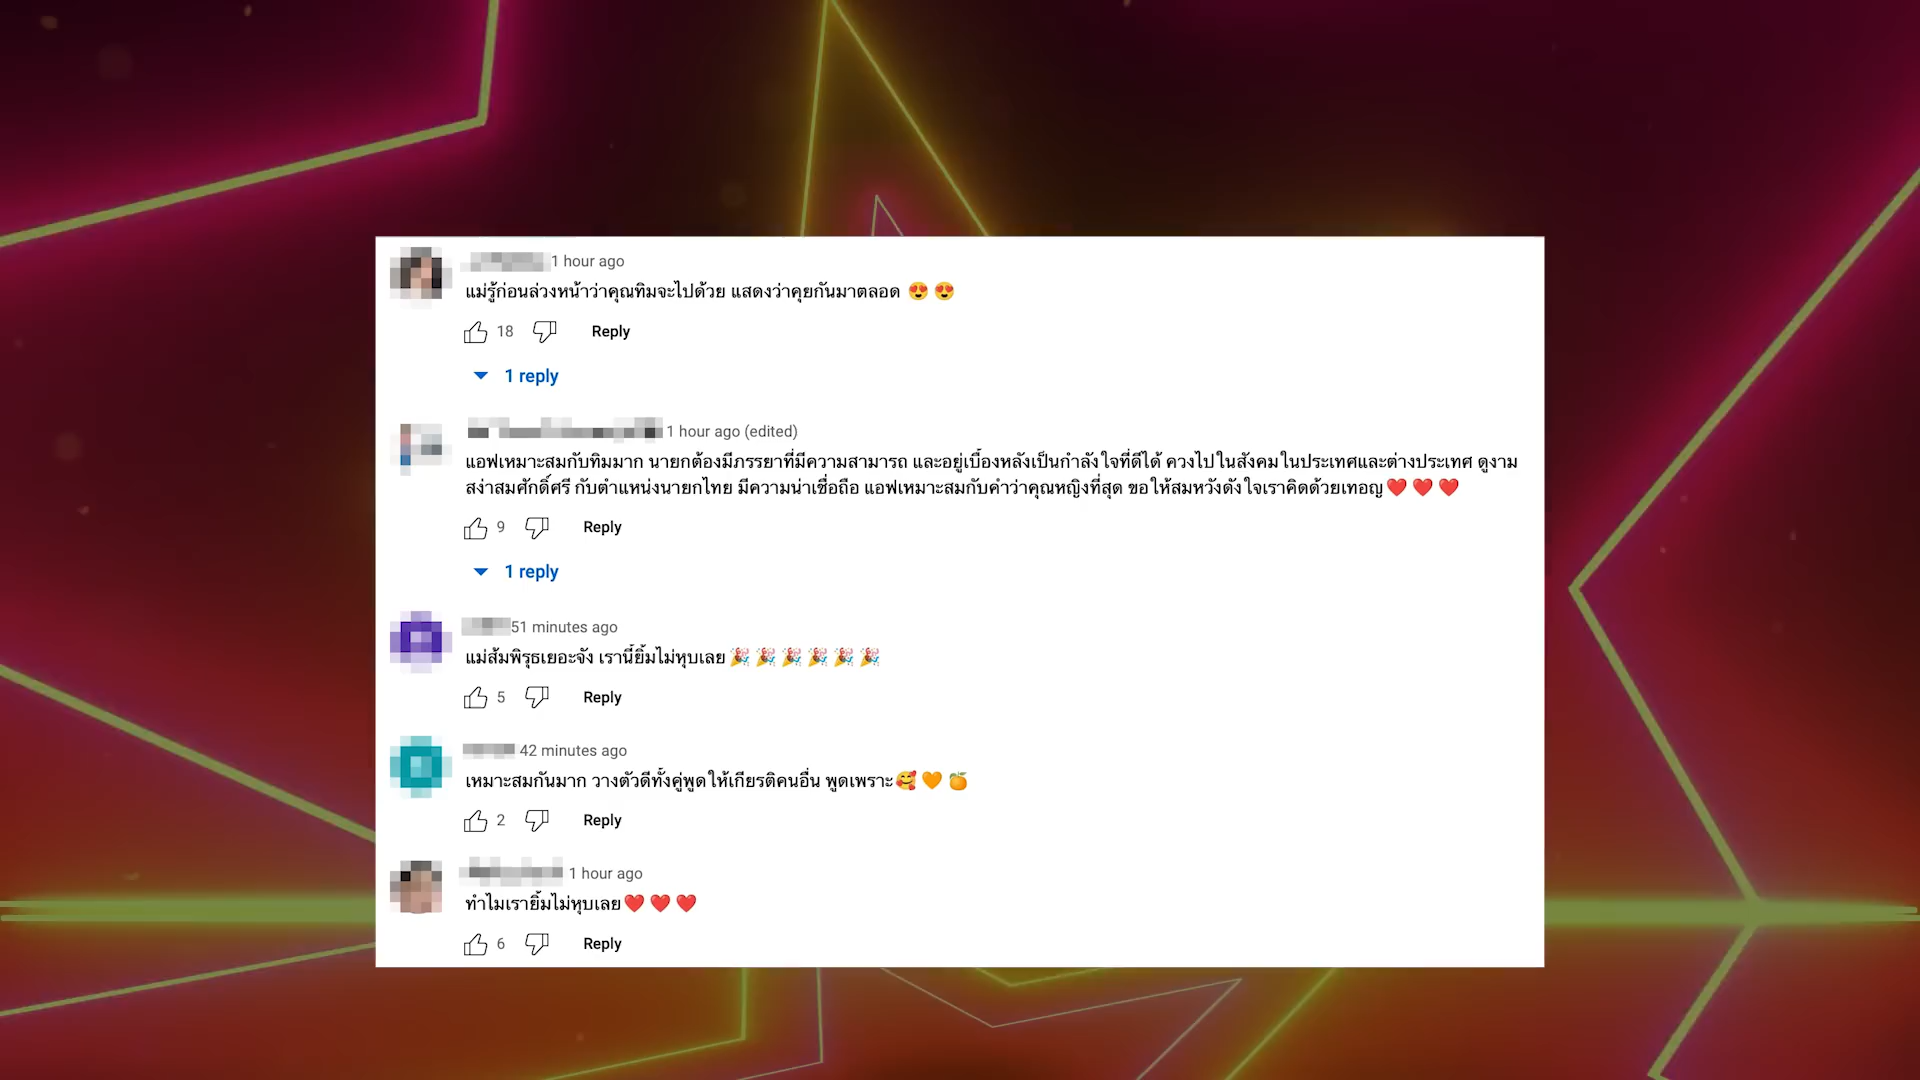 1 hour ago
แม่รู้ก่อนล่วงหน้าว่าคุณทิมจะไปด้วย แสดงว่าคุยกันมาตลอด 😍 😍
18 Reply
1 reply
1 hour ago (edited)
แอฟเหมาะสมกับทิมมาก นายกต้องมีภรรยาที่มีความสามารถ และอยู่เบื้องหลังเป็นกำลังใจที่ดีได้ ควงไปในสังคมในประเทศและต่างประเทศ ดูงาม
สง่าสมศักดิ์ศรี กับตำแหน่งนายกไทย มีความน่าเชื่อถือ แอฟเหมาะสมกับคำว่าคุณหญิงที่สุด ขอให้สมหวังดังใจเราคิดด้วยเทอญ❤️ ❤️ ❤️
9 Reply
1 reply
51 minutes ago
แม่ส้มพิรุธเยอะจัง เรานี้ยิ้มไม่หุบเลย🎉 🎉 🎉 🎉 🎉 🎉
5 Reply
42 minutes ago
เหมาะสมกันมาก วางตัวดีทั้งคู่พูดให้เกียรติคนอื่น พูดเพราะ🥰 🧡 🍊
2 Reply
1 hour ago
ทำไมเรายิ้มไม่หุบเลย❤️ ❤️ ❤️
6 Reply